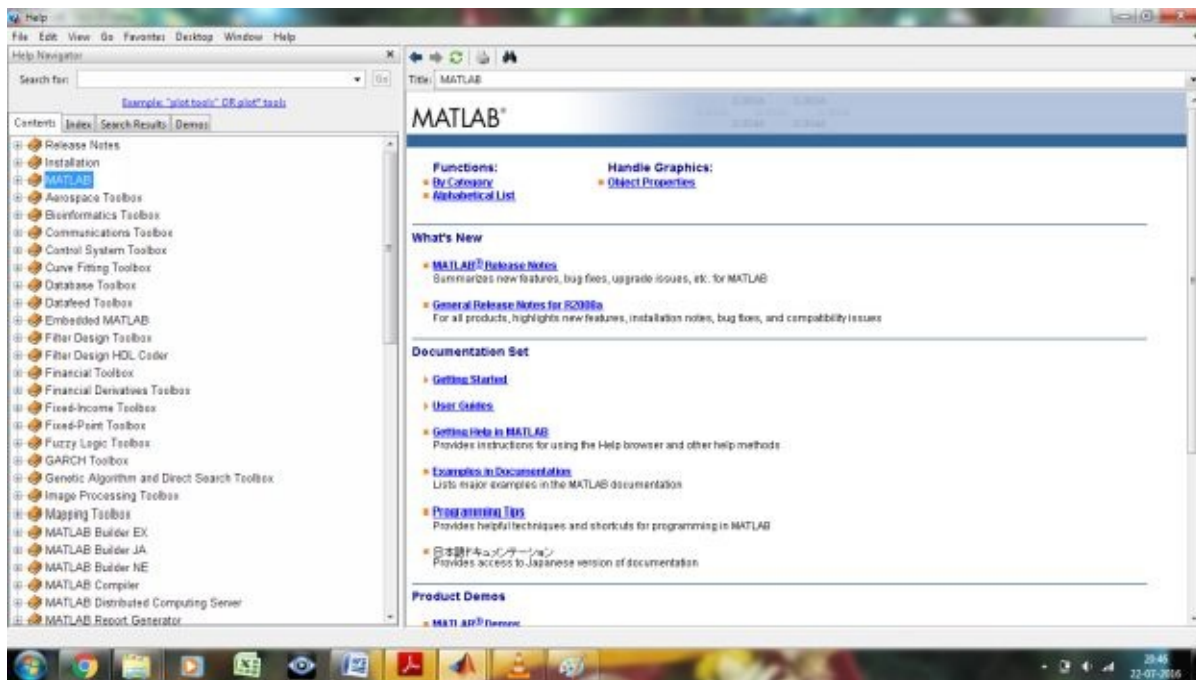 Help
File Edit View Go Favorites Desktop Window Help
Help Navigator
Search for:
Go
Example: "plot tools" OR plot* tools
Contents Index Search Results Demos
Release Notes
Installation
MATLAB
Aerospace Toolbox
Bioinformatics Toolbox
Communications Toolbox
Control System Toolbox
Curve Fitting Toolbox
Database Toolbox
Datafeed Toolbox
Embedded MATLAB
Filter Design Toolbox
Filter Design HDL Coder
Financial Toolbox
Financial Derivatives Toolbox
Fixed-Income Toolbox
Fixed-Point Toolbox
Fuzzy Logic Toolbox
GARCH Toolbox
Genetic Algorithm and Direct Search Toolbox
Image Processing Toolbox
Mapping Toolbox
MATLAB Builder EX
MATLAB Builder JA
MATLAB Builder NE
MATLAB Compiler
MATLAB Distributed Computing Server
MATLAB Report Generator
Title: MATLAB
MATLAB®
Functions:
By Category
Alphabetical List
Handle Graphics:
Object Properties
What's New
MATLAB® Release Notes
Summarizes new features, bug fixes, upgrade issues, etc. for MATLAB
General Release Notes for R2008a
For all products, highlights new features, installation notes, bug fixes, and compatibility issues
Documentation Set
Getting Started
User Guides
Getting Help in MATLAB
Provides instructions for using the Help browser and other help methods
Examples in Documentation
Lists major examples in the MATLAB documentation
Programming Tips
Provides helpful techniques and shortcuts for programming in MATLAB
日本語ドキュメンテーション
Provides access to Japanese version of documentation
Product Demos
MATLAB® Demos
20:46
22-07-2016